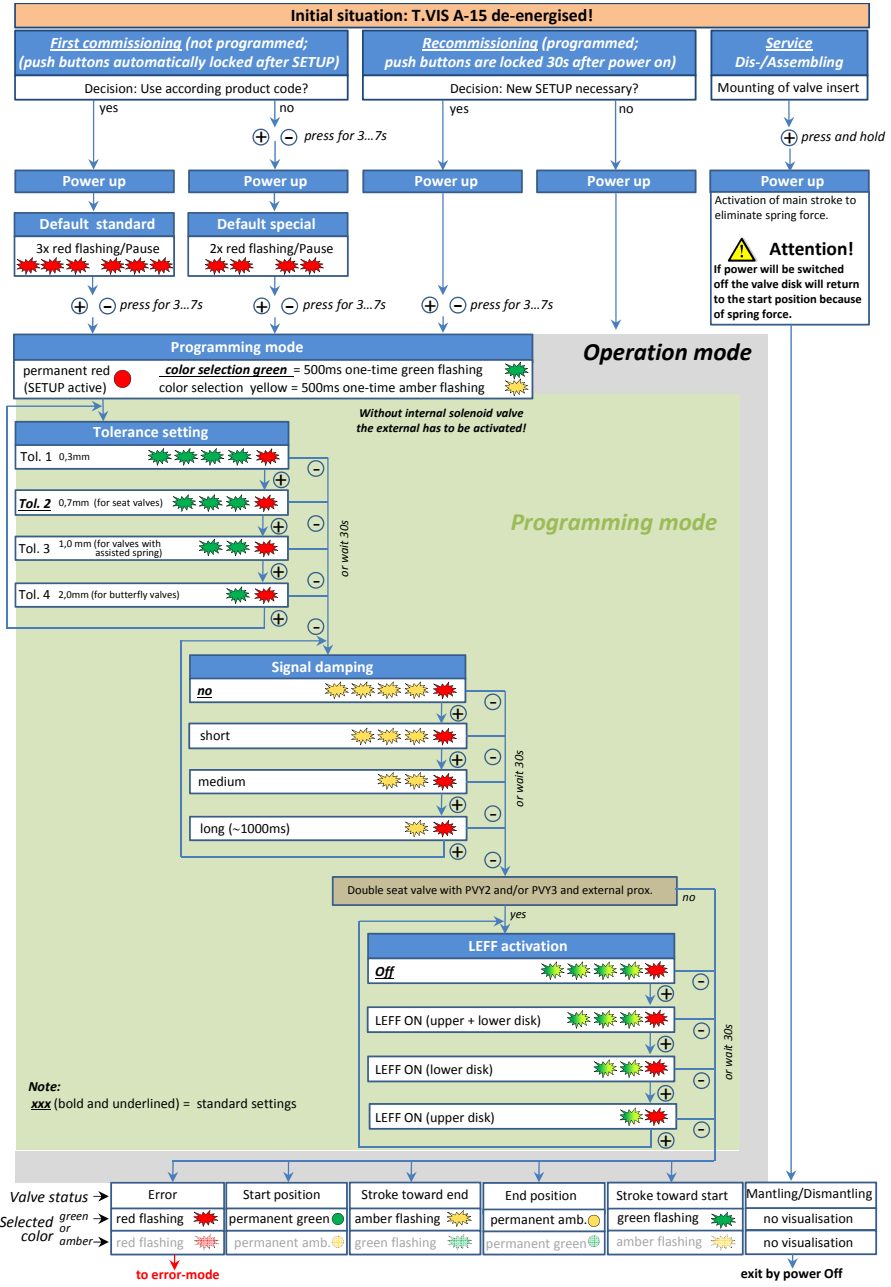 Initial situation: T.VIS A-15 de-energised!
First commissioning (not programmed;
(push buttons automatically locked after SETUP)
Decision: Use according product code?
Recommissioning (programmed;
push buttons are locked 30s after power on)
Decision: New SETUP necessary?
Service
Dis-/Assembling
Mounting of valve insert
yes
no
yes
no
+ - press for 3...7s
+ press and hold
Power up
Power up
Power up
Power up
Power up
Activation of main stroke to
eliminate spring force.
Attention!
If power will be switched
off the valve disk will return
to the start position because
of spring force.
Default standard
3x red flashing/Pause
Default special
2x red flashing/Pause
+ - press for 3...7s
+ - press for 3...7s
+ - press for 3...7s
Programming mode
permanent red
(SETUP active)
color selection green = 500ms one-time green flashing
color selection yellow = 500ms one-time amber flashing
Operation mode
Without internal solenoid valve
the external has to be activated!
Programming mode
Tolerance setting
Tol. 1 0,3mm
-
+
Tol. 2 0,7mm (for seat valves)
-
+
Tol. 3 1,0 mm (for valves with
assisted spring)
-
+
Tol. 4 2,0mm (for butterfly valves)
-
+
or wait 30s
Signal damping
no
-
+
short
-
+
medium
-
+
long (~1000ms)
-
+
or wait 30s
Double seat valve with PVY2 and/or PVY3 and external prox.
no
yes
LEFF activation
Off
-
+
LEFF ON (upper + lower disk)
-
+
LEFF ON (lower disk)
-
+
LEFF ON (upper disk)
-
+
or wait 30s
Note:
xxx (bold and underlined) = standard settings
Valve status
Error
Start position
Stroke toward end
End position
Stroke toward start
Mantling/Dismantling
Selected color
green
or
amber
red flashing
permanent green
amber flashing
permanent amb.
green flashing
no visualisation
red flashing
permanent amb.
green flashing
permanent green
amber flashing
no visualisation
to error-mode
exit by power Off